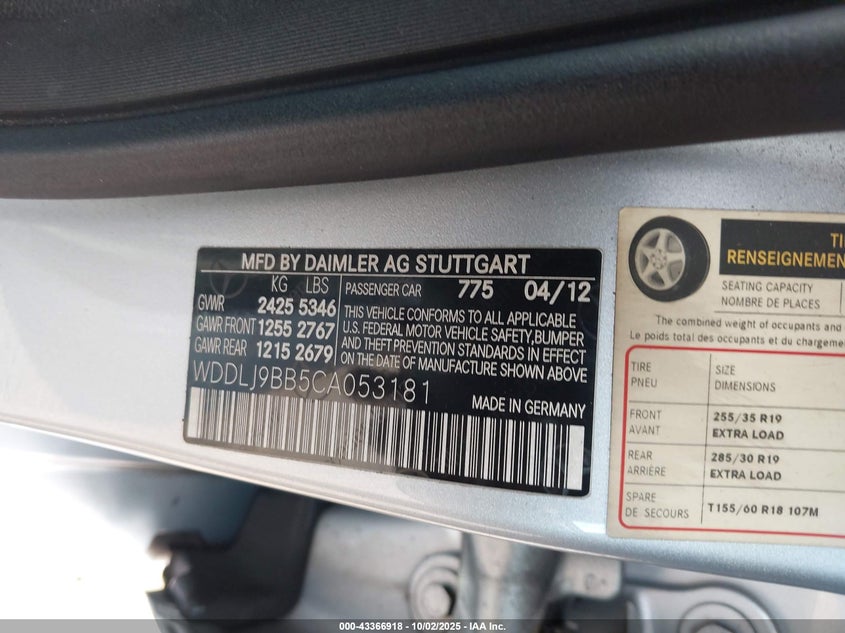 MFD BY DAIMLER AG STUTTGART
KG LBS
GVWR 2425 5346
GAWR FRONT 1255 2767
GAWR REAR 1215 2679
PASSENGER CAR 775 04/12
THIS VEHICLE CONFORMS TO ALL APPLICABLE
U.S. FEDERAL MOTOR VEHICLE SAFETY,BUMPER
AND THEFT PREVENTION STANDARDS IN EFFECT
ON THE DATE OF MANUFACTURE SHOWN ABOVE
WDDLJ9BB5CA053181
MADE IN GERMANY
RENSEIGNEMEN
SEATING CAPACITY
NOMBRE DE PLACES
The combined weight of occupants and
Le poids total des occupants et du chargeme
TIRE SIZE
PNEU DIMENSIONS
FRONT 255/35 R19
AVANT EXTRA LOAD
REAR 285/30 R19
ARRIÈRE EXTRA LOAD
SPARE T155/60 R18 107M
DE SECOURS
000-43366918 - 10/02/2025 - IAA Inc.